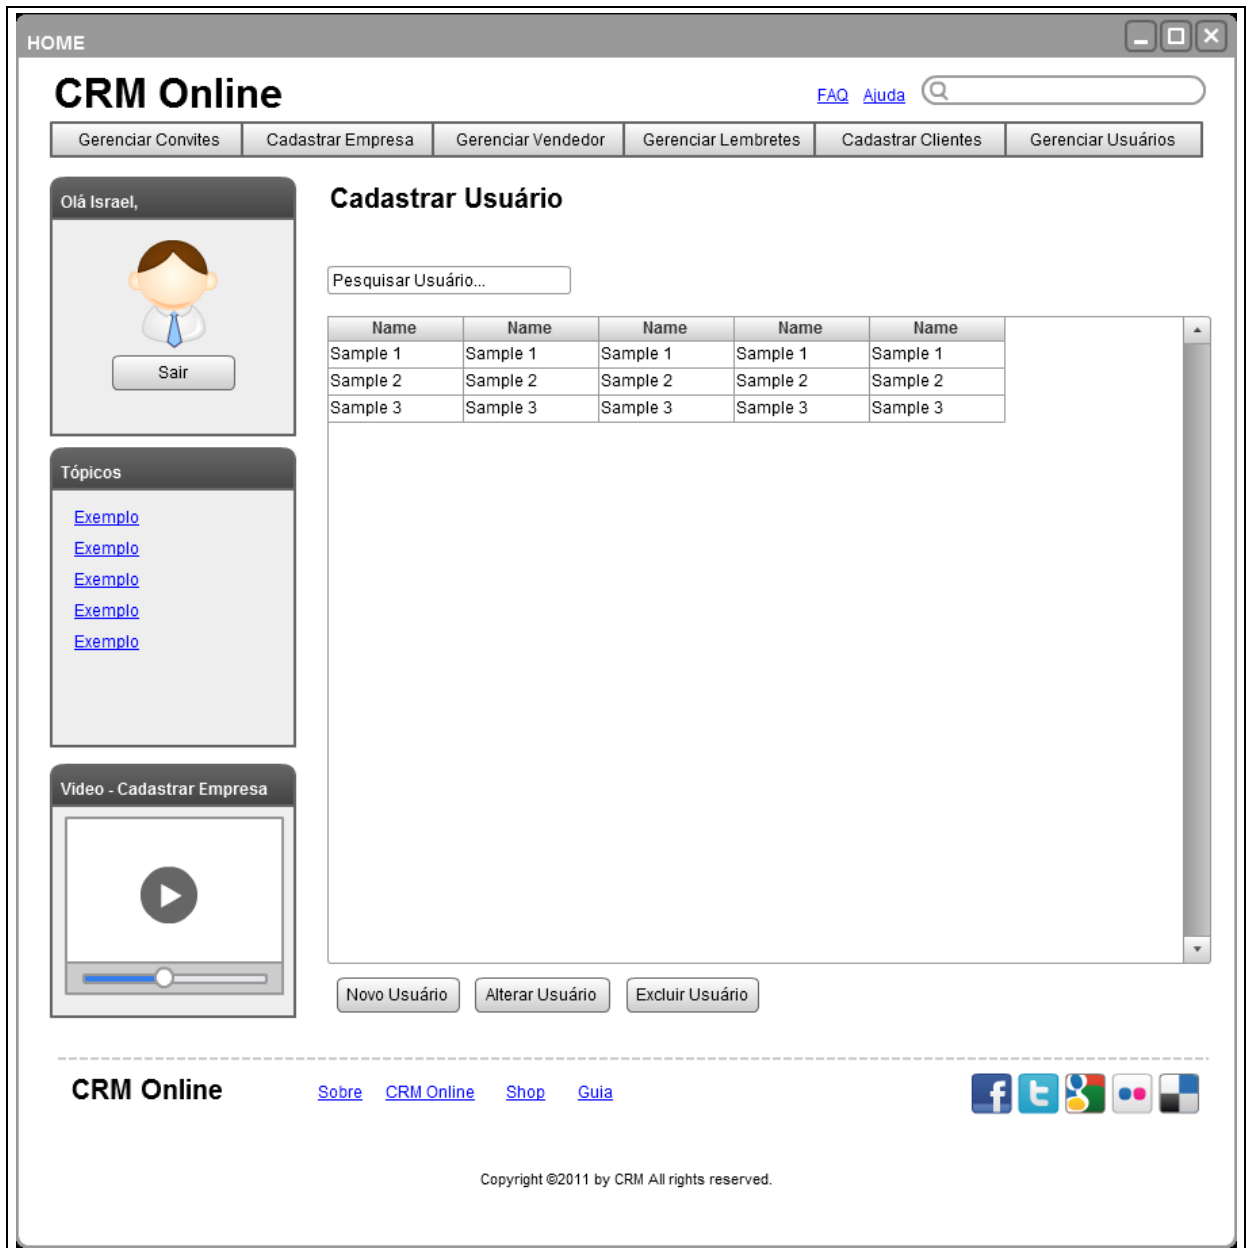 HOME
CRM Online
FAQ Ajuda
Gerenciar Convites Cadastrar Empresa Gerenciar Vendedor Gerenciar Lembretes Cadastrar Clientes Gerenciar Usuários
Olá Israel,
Sair
Tópicos
Exemplo
Exemplo
Exemplo
Exemplo
Exemplo
Video - Cadastrar Empresa
Cadastrar Usuário
Pesquisar Usuário...
Name Name Name Name Name
Sample 1 Sample 1 Sample 1 Sample 1 Sample 1
Sample 2 Sample 2 Sample 2 Sample 2 Sample 2
Sample 3 Sample 3 Sample 3 Sample 3 Sample 3
Novo Usuário Alterar Usuário Excluir Usuário
CRM Online
Sobre CRM Online Shop Guia
Copyright ©2011 by CRM All rights reserved.